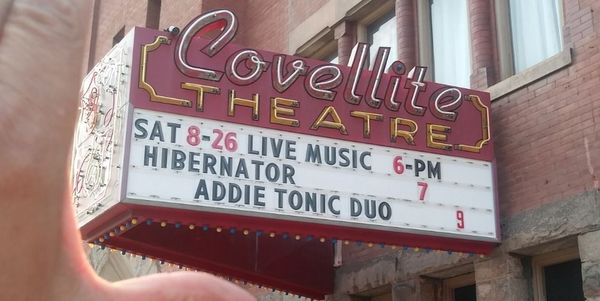 Covellite
THEATRE
SAT 8-26 LIVE MUSIC 6-PM
HIBERNATOR 7
ADDIE TONIC DUO 9